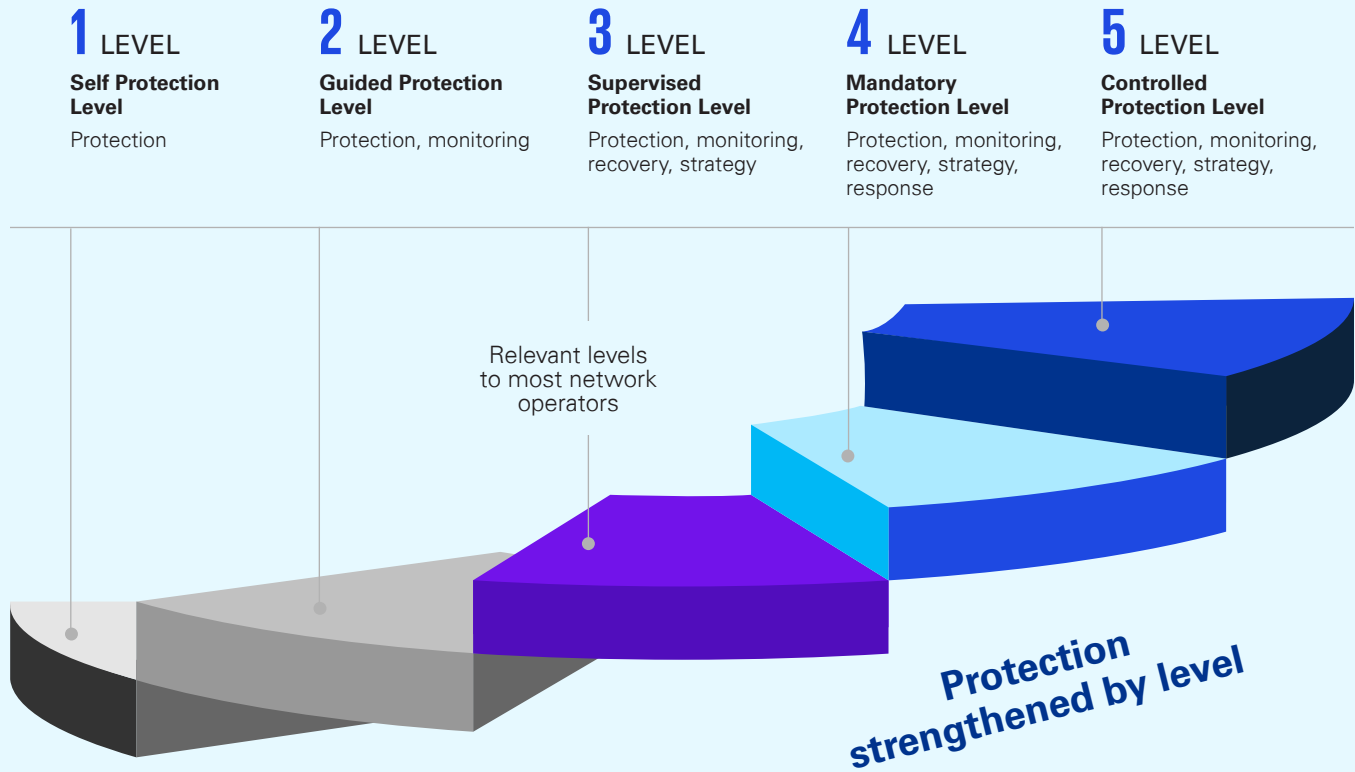 1 LEVEL
Self Protection
Level
Protection
2 LEVEL
Guided Protection
Level
Protection, monitoring
3 LEVEL
Supervised
Protection Level
Protection, monitoring,
recovery, strategy
4 LEVEL
Mandatory
Protection Level
Protection, monitoring,
recovery, strategy,
response
5 LEVEL
Controlled
Protection Level
Protection, monitoring,
recovery, strategy,
response
Relevant levels
to most network
operators
Protection
strengthened by level